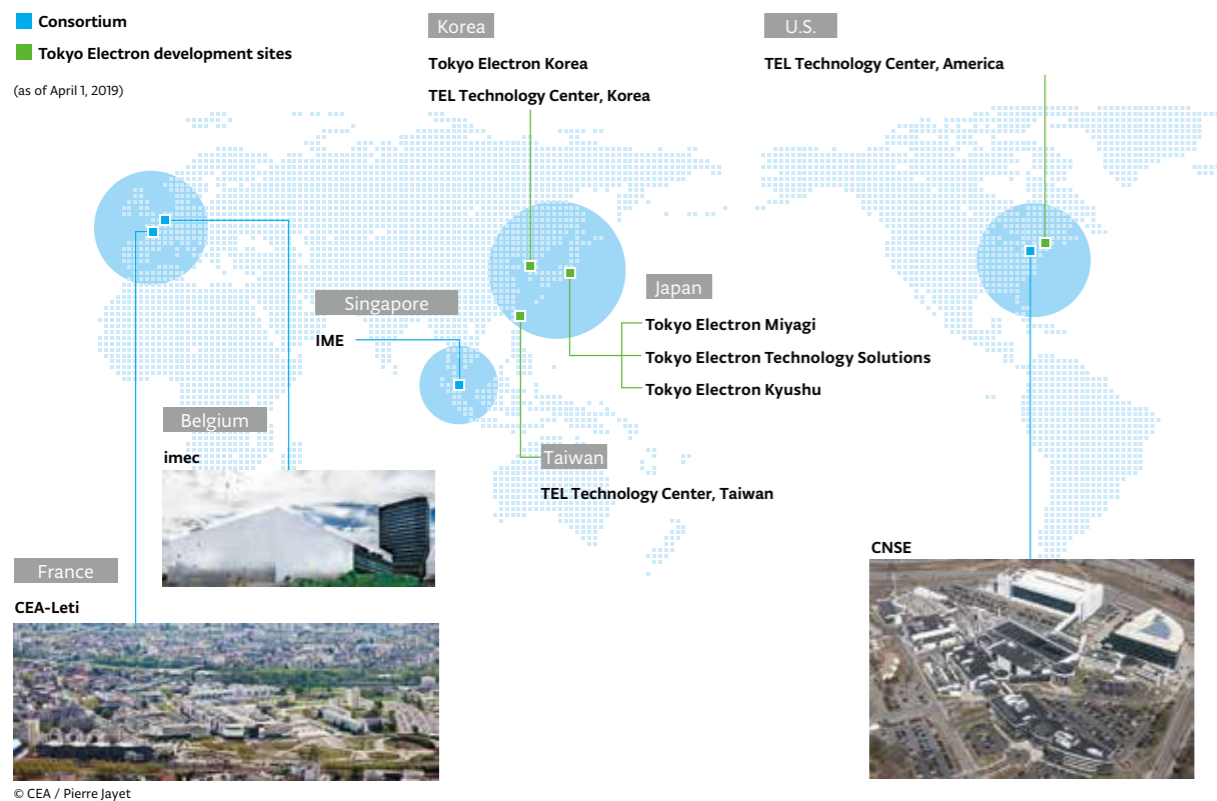 Consortium
Tokyo Electron development sites
(as of April 1, 2019)
Korea
Tokyo Electron Korea
TEL Technology Center, Korea
U.S.
TEL Technology Center, America
Singapore
IME
Japan
Tokyo Electron Miyagi
Tokyo Electron Technology Solutions
Tokyo Electron Kyushu
Belgium
imec
Taiwan
TEL Technology Center, Taiwan
France
CEA-Leti
CNSE
© CEA / Pierre Jayet